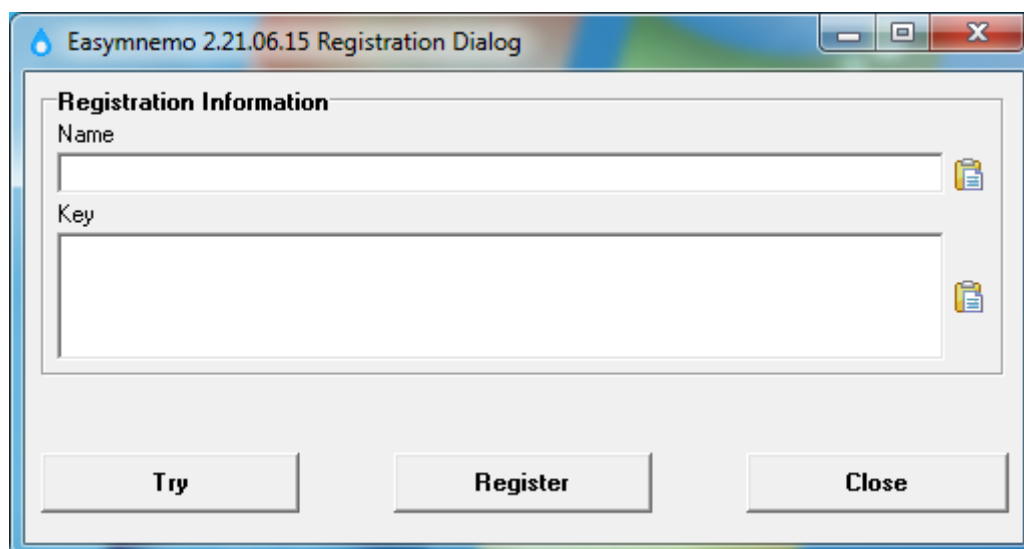 Easymnemo 2.21.06.15 Registration Dialog
Registration Information
Name
Key
Try
Register
Close